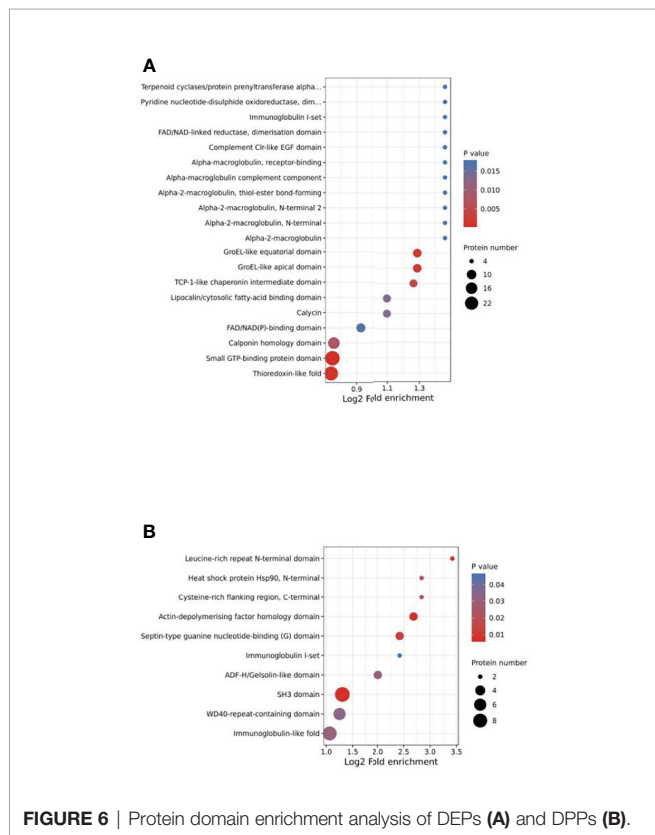 A
Terpenoid cyclases/protein prenyltransferase alpha...
Pyridine nucleotide-disulphide oxidoreductase, dim...
Immunoglobulin I-set
FAD/NAD-linked reductase, dimerisation domain
Complement Clr-like EGF domain
Alpha-macroglobulin, receptor-binding
Alpha-macroglobulin complement component
Alpha-2-macroglobulin, thiol-ester bond-forming
Alpha-2-macroglobulin, N-terminal 2
Alpha-2-macroglobulin, N-terminal
Alpha-2-macroglobulin
GroEL-like equatorial domain
GroEL-like apical domain
TCP-1-like chaperonin intermediate domain
Lipocalin/cytosolic fatty-acid binding domain
Calycin
FAD/NAD(P)-binding domain
Calponin homology domain
Small GTP-binding protein domain
Thioredoxin-like fold
0.9 1.1 1.3
Log2 Fold enrichment
P value
0.015
0.010
0.005
Protein number
4
10
16
22
B
Leucine-rich repeat N-terminal domain
Heat shock protein Hsp90, N-terminal
Cysteine-rich flanking region, C-terminal
Actin-depolymerising factor homology domain
Septin-type guanine nucleotide-binding (G) domain
Immunoglobulin I-set
ADF-H/Gelsolin-like domain
SH3 domain
WD40-repeat-containing domain
Immunoglobulin-like fold
1.0 1.5 2.0 2.5 3.0 3.5
Log2 Fold enrichment
P value
0.04
0.03
0.02
0.01
Protein number
2
4
6
8
FIGURE 6 | Protein domain enrichment analysis of DEPs (A) and DPPs (B).